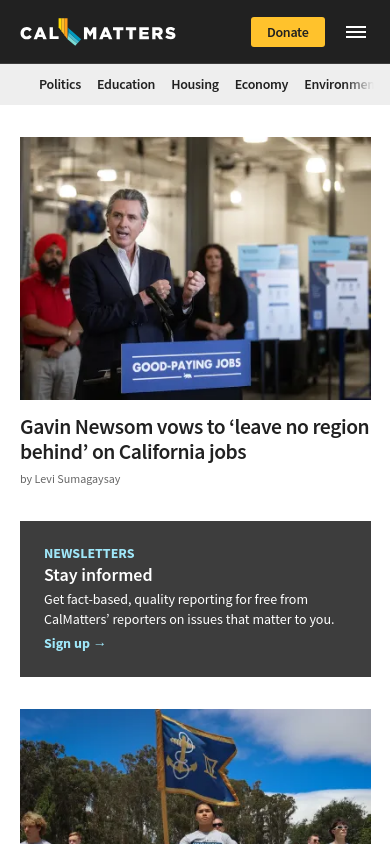 CALMATTERS
Donate
Politics Education Housing Economy Environmen
GOOD-PAYING JOBS
Gavin Newsom vows to ‘leave no region
behind’ on California jobs
by Levi Sumagaysay
NEWSLETTERS
Stay informed
Get fact-based, quality reporting for free from
CalMatters’ reporters on issues that matter to you.
Sign up →